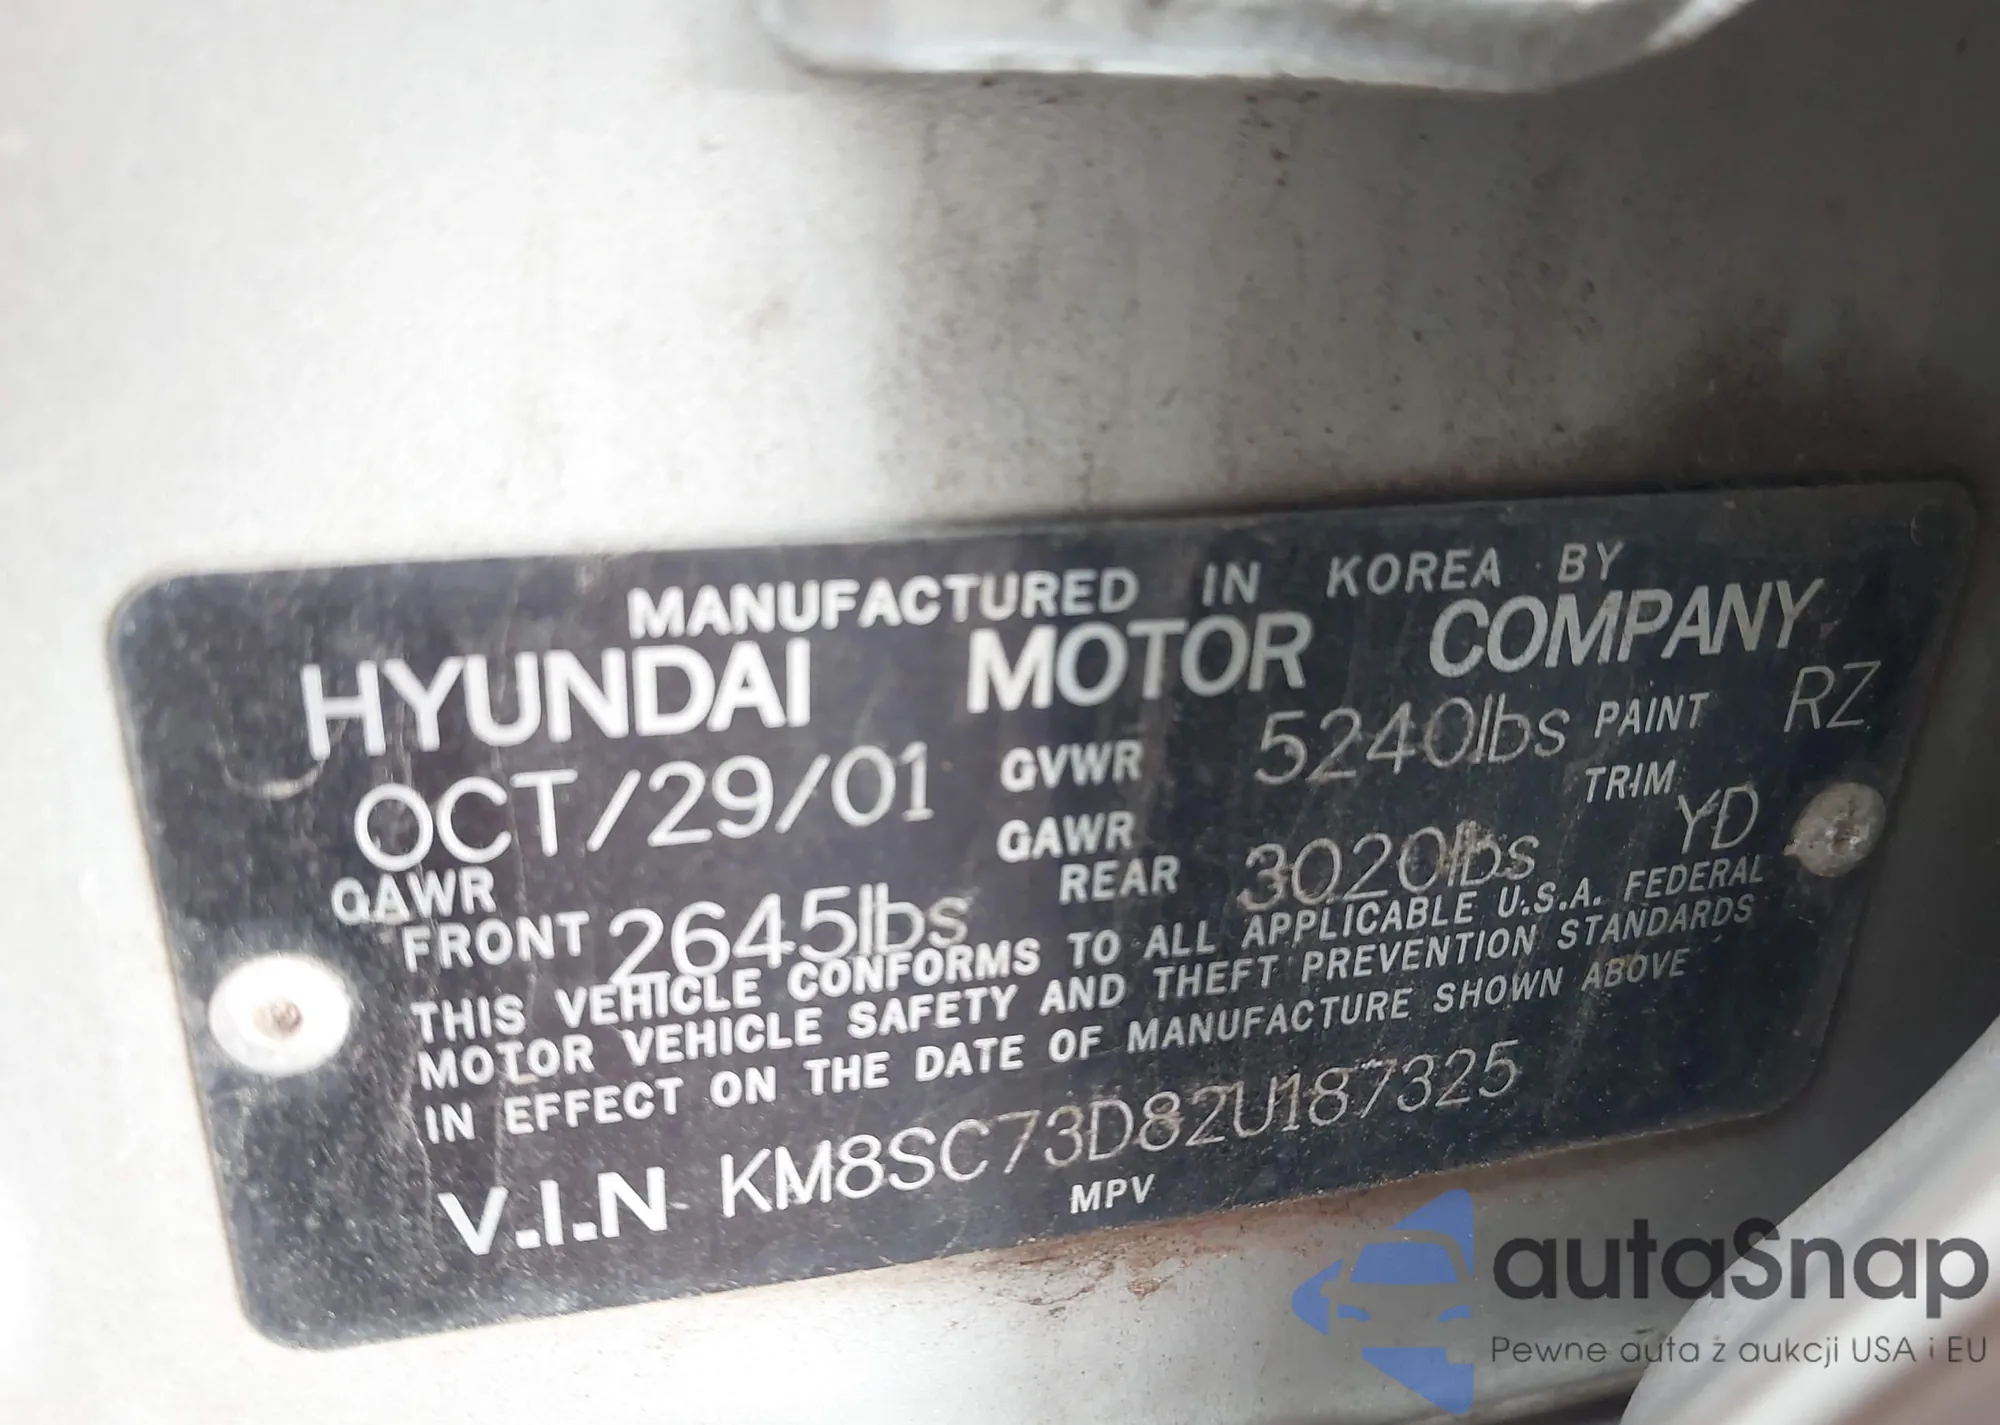 MANUFACTURED IN KOREA BY
HYUNDAI MOTOR COMPANY
OCT/29/01 GVWR 5240lbs PAINT RZ
GAWR FRONT 2645lbs GAWR REAR 3020lbs TRIM YD
THIS VEHICLE CONFORMS TO ALL APPLICABLE U.S.A. FEDERAL
MOTOR VEHICLE SAFETY AND THEFT PREVENTION STANDARDS
IN EFFECT ON THE DATE OF MANUFACTURE SHOWN ABOVE
V.I.N KM8SC73D82U187325
MPV
autaSnap
Pewne auta z aukcji USA i EU